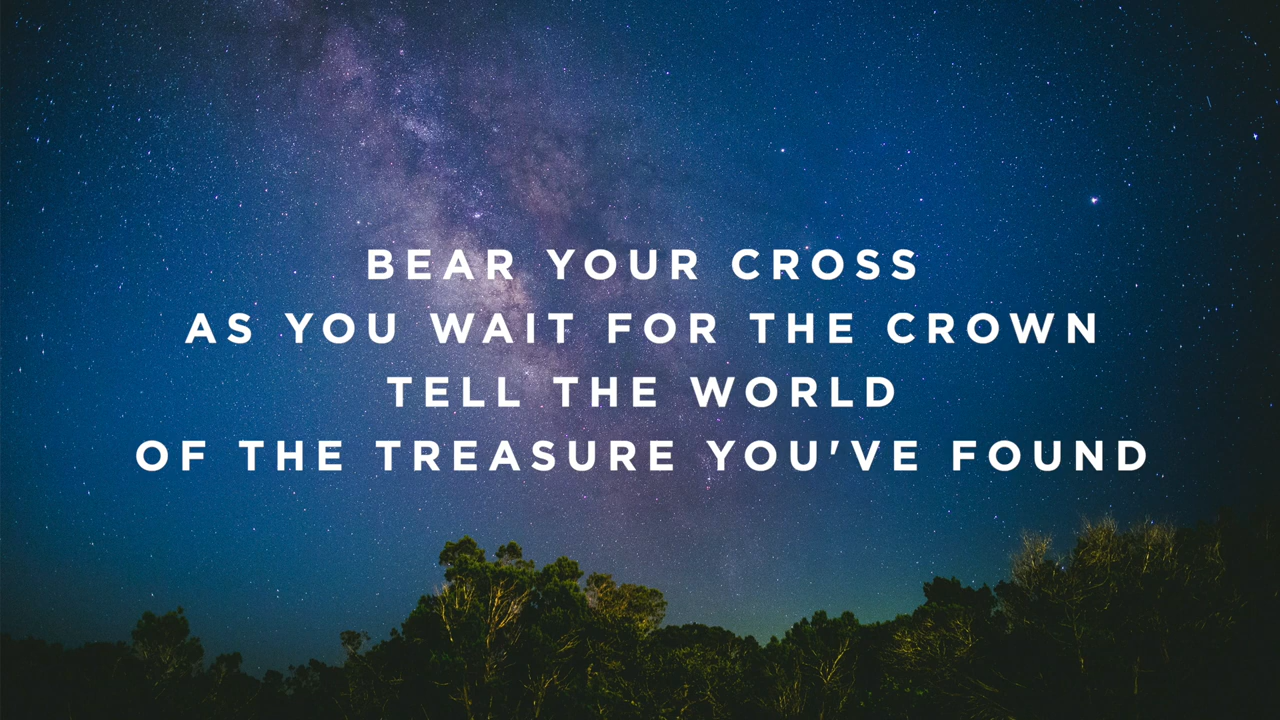 BEAR YOUR CROSS
AS YOU WAIT FOR THE CROWN
TELL THE WORLD
OF THE TREASURE YOU'VE FOUND